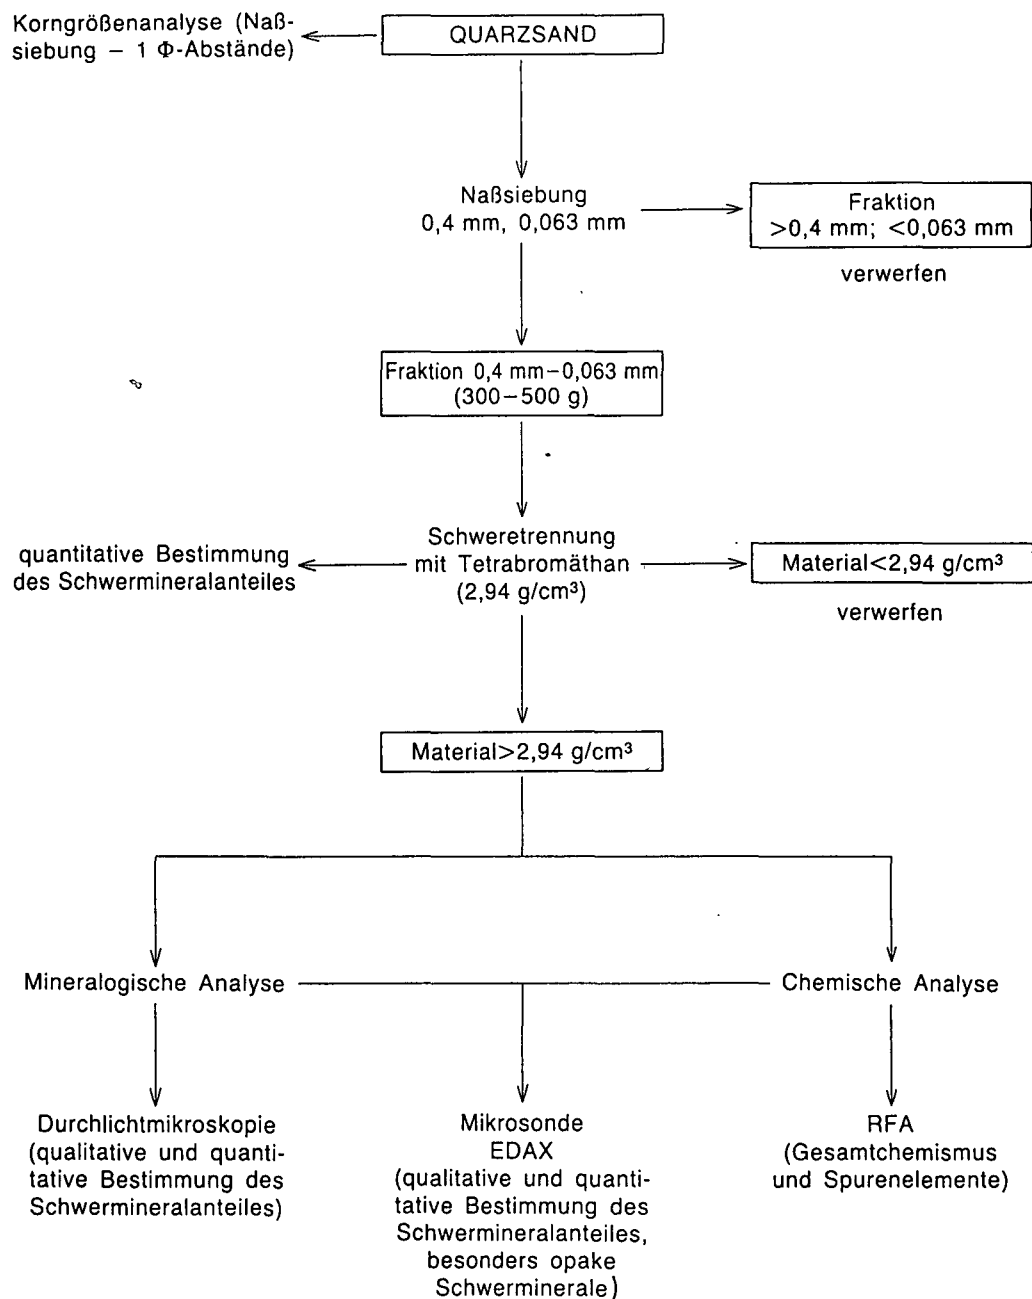 Korngrößenanalyse (Naß-
siebung – 1 Φ-Abstände)
QUARZSAND
Naßsiebung
0,4 mm, 0,063 mm
Fraktion
>0,4 mm; <0,063 mm
verwerfen
Fraktion 0,4 mm–0,063 mm
(300–500 g)
quantitative Bestimmung
des Schwermineralanteiles
Schweretrennung
mit Tetrabromäthan
(2,94 g/cm³)
Material<2,94 g/cm³
verwerfen
Material>2,94 g/cm³
Mineralogische Analyse
Chemische Analyse
Durchlichtmikroskopie
(qualitative und quanti-
tative Bestimmung des
Schwermineralanteiles)
Mikrosonde
EDAX
(qualitative und quanti-
tative Bestimmung des
Schwermineralanteiles,
besonders opake
Schwerminerale)
RFA
(Gesamtchemismus
und Spurenelemente)